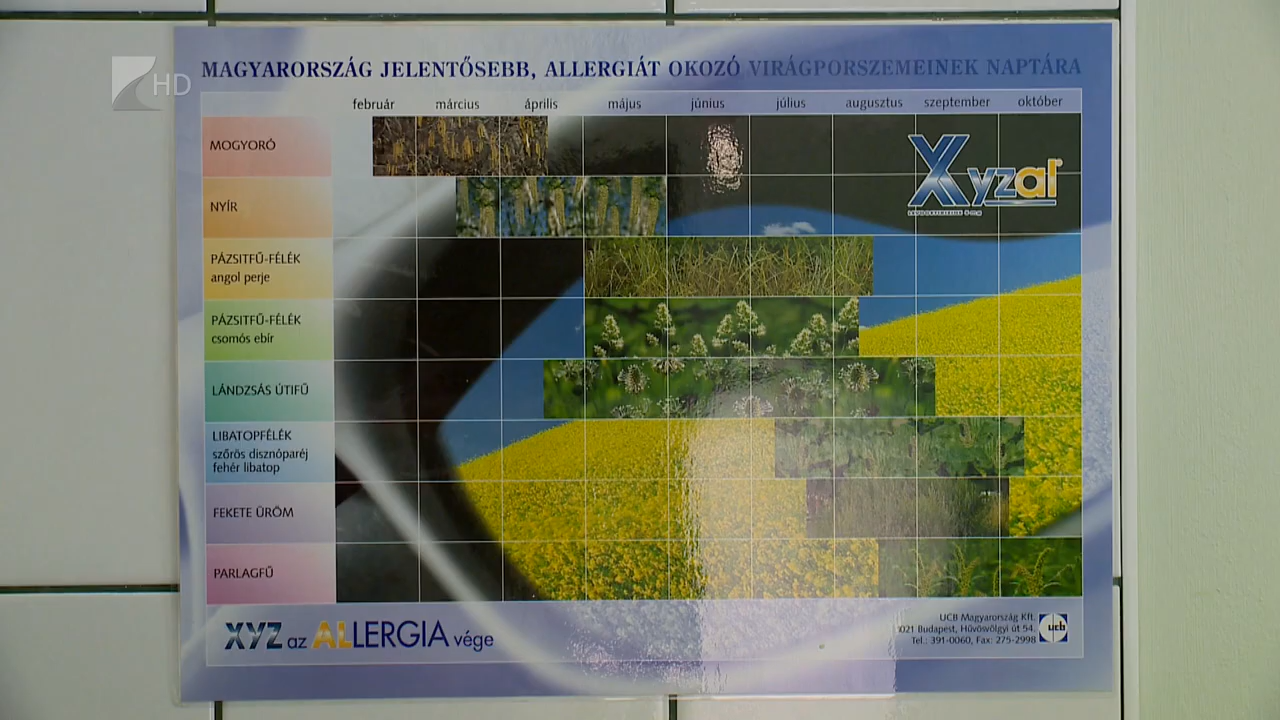 HD
MAGYARORSZÁG JELENTŐSEBB, ALLERGIÁT OKOZÓ VIRÁGPORSZEMEINEK NAPTÁRA
február március április május június július augusztus szeptember október
MOGYORÓ
NYÍR
PÁZSITFŰ-FÉLÉK
angol perje
PÁZSITFŰ-FÉLÉK
csomós ebír
LÁNDZSÁS ÚTIFŰ
LIBATOPFÉLÉK
szőrös disznóparéj
fehér libatop
FEKETE ÜRÖM
PARLAGFŰ
Xyzal®
XYZ az ALLERGIA vége
UCB Magyarország Kft.
1021 Budapest, Hűvösvölgyi út 54.
Tel.: 391-0060, Fax: 275-2998
ucb